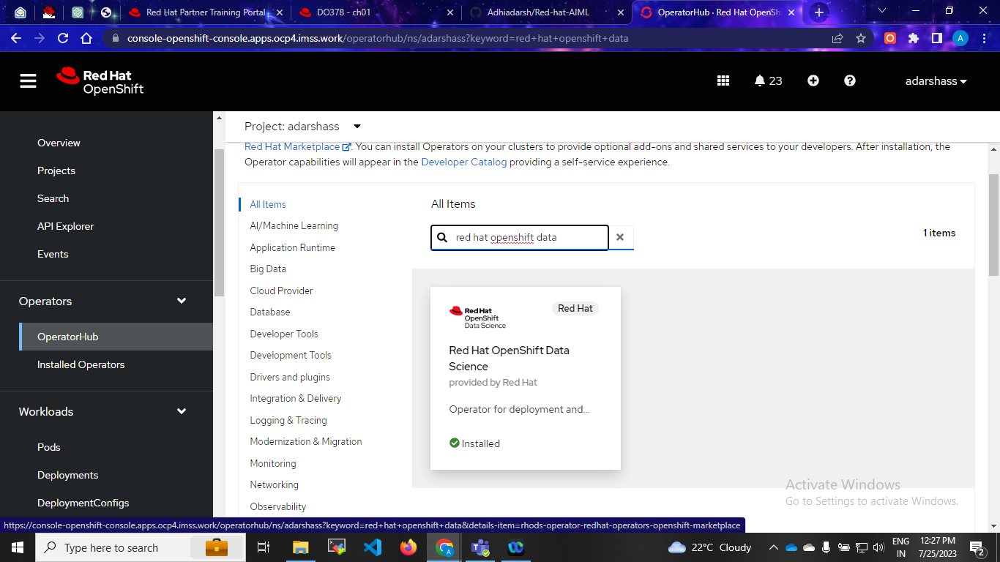 Red Hat Partner Training Portal
DO378 - ch01
Adhiadarsh/Red-hat-AIML
OperatorHub · Red Hat OpenSh
console-openshift-console.apps.ocp4.imss.work/operatorhub/ns/adarshass?keyword=red+hat+openshift+data
A
Red Hat
OpenShift
23
adarshass
Project: adarshass
Overview
Projects
Search
API Explorer
Events
Operators
OperatorHub
Installed Operators
Workloads
Pods
Deployments
DeploymentConfigs
Red Hat Marketplace. You can install Operators on your clusters to provide optional add-ons and shared services to your developers. After installation, the
Operator capabilities will appear in the Developer Catalog providing a self-service experience.
All Items
AI/Machine Learning
Application Runtime
Big Data
Cloud Provider
Database
Developer Tools
Development Tools
Drivers and plugins
Integration & Delivery
Logging & Tracing
Modernization & Migration
Monitoring
Networking
Observability
All Items
red hat openshift data
1 items
Red Hat
OpenShift
Data Science
Red Hat
Red Hat OpenShift Data
Science
provided by Red Hat
Operator for deployment and...
Installed
Activate Windows
Go to Settings to activate Windows.
https://console-openshift-console.apps.ocp4.imss.work/operatorhub/ns/adarshass?keyword=red+hat+openshift+data&details-item=rhods-operator-redhat-operators-openshift-marketplace
Type here to search
22°C Cloudy
ENG
IN
12:27 PM
7/25/2023
2